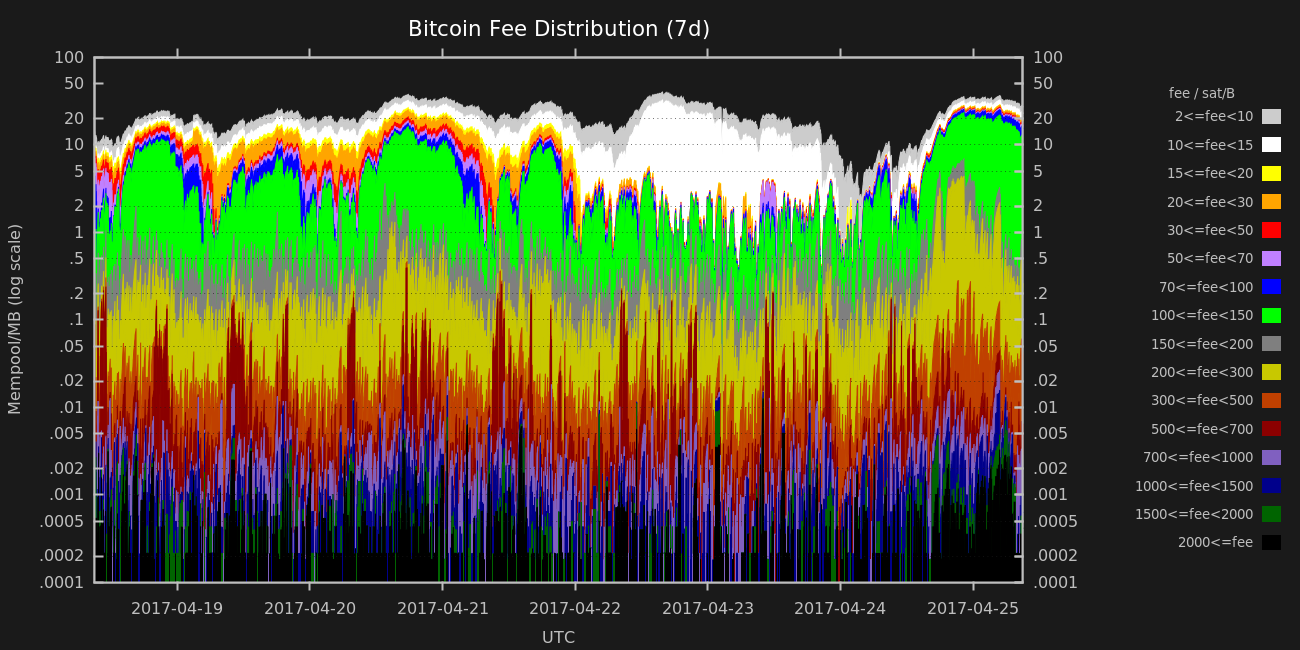 Bitcoin Fee Distribution (7d)
100
50
20
10
5
2
1
.5
.2
.1
.05
.02
.01
.005
.002
.001
.0005
.0002
.0001
Mempool/MB (log scale)
100
50
20
10
5
2
1
.5
.2
.1
.05
.02
.01
.005
.002
.001
.0005
.0002
.0001
2017-04-19 2017-04-20 2017-04-21 2017-04-22 2017-04-23 2017-04-24 2017-04-25
UTC
fee / sat/B
2<=fee<10
10<=fee<15
15<=fee<20
20<=fee<30
30<=fee<50
50<=fee<70
70<=fee<100
100<=fee<150
150<=fee<200
200<=fee<300
300<=fee<500
500<=fee<700
700<=fee<1000
1000<=fee<1500
1500<=fee<2000
2000<=fee